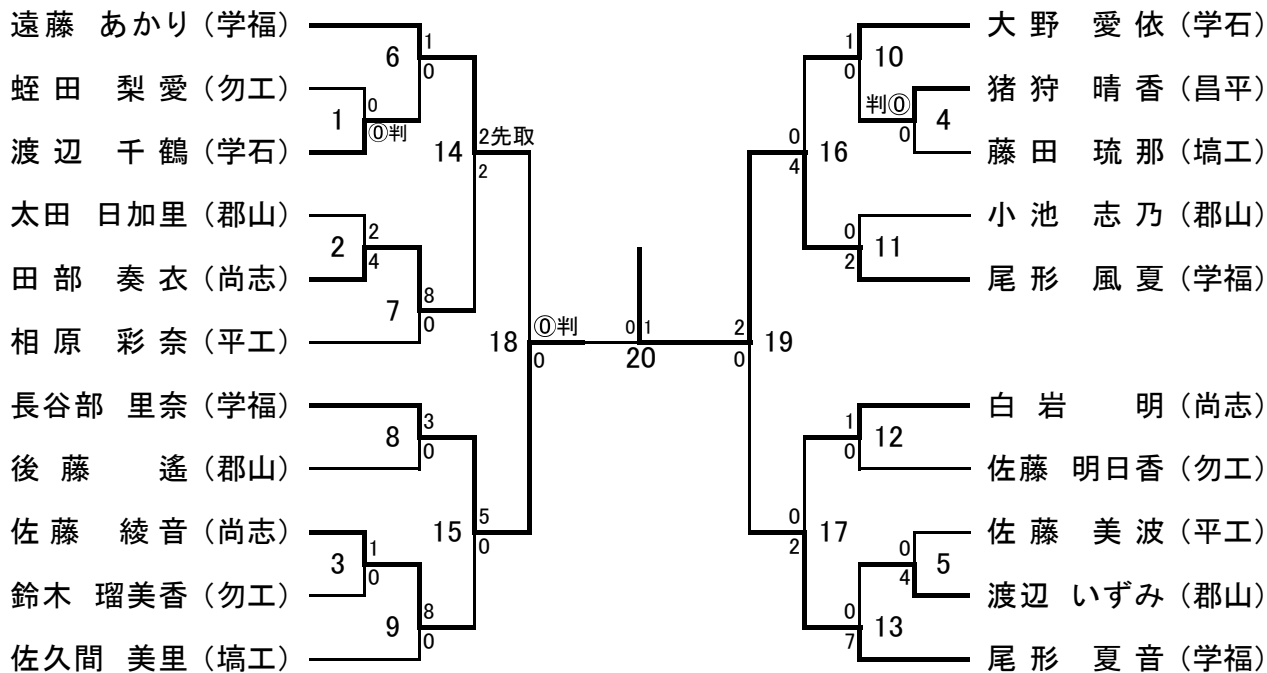 遠藤 あかり（学福）
蛭田 梨愛（勿工）
渡辺 千鶴（学石）
太田 日加里（郡山）
田部 奏衣（尚志）
相原 彩奈（平工）
長谷部 里奈（学福）
後藤 遙（郡山）
佐藤 綾音（尚志）
鈴木 瑠美香（勿工）
佐久間 美里（塙工）
1
0
⓪判
2
2
4
3
1
0
6
1
0
7
8
0
8
3
0
9
8
0
14
2先取
2
15
5
0
18
⓪判
0
0 1
20
2
0
19
0
4
16
0
2
17
1
0
10
0
2
11
1
0
12
0
7
13
判⓪
0
4
0
4
5
大野 愛依（学石）
猪狩 晴香（昌平）
藤田 琉那（塙工）
小池 志乃（郡山）
尾形 風夏（学福）
白岩 明（尚志）
佐藤 明日香（勿工）
佐藤 美波（平工）
渡辺 いずみ（郡山）
尾形 夏音（学福）